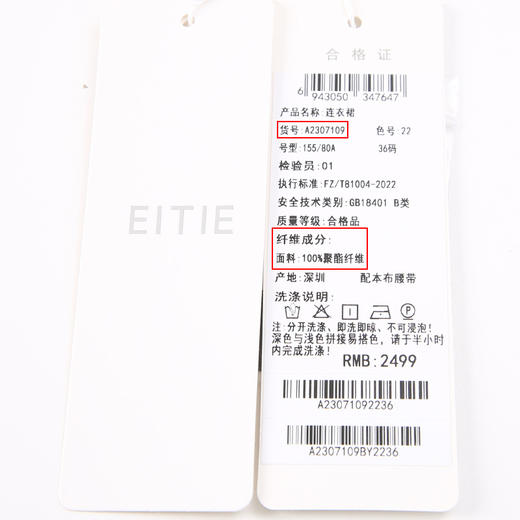 EITIE
合格证
6 943050 347647
产品名称:连衣裙
货号:A2307109 色号:22
号型:155/80A 36码
检验员:01
执行标准:FZ/T81004-2022
安全技术类别:GB18401 B类
质量等级:合格品
纤维成分:
面料:100%聚酯纤维
产地:深圳 配本布腰带
洗涤说明:
注:分开洗涤、即洗即晾、不可浸泡!
深色与浅色拼接易搭色,请于半小时
内完成洗涤!
RMB:2499
A23071092236
A2307109BY2236